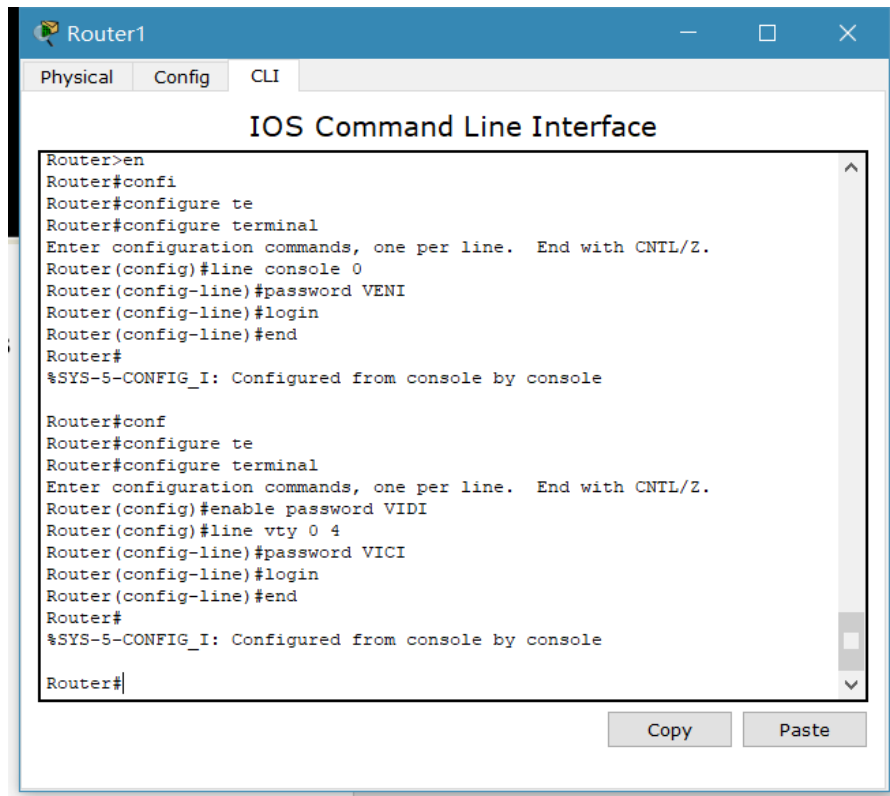 Router1
Physical Config CLI
IOS Command Line Interface
Router>en
Router#confi
Router#configure te
Router#configure terminal
Enter configuration commands, one per line.  End with CNTL/Z.
Router(config)#line console 0
Router(config-line)#password VENI
Router(config-line)#login
Router(config-line)#end
Router#
%SYS-5-CONFIG_I: Configured from console by console

Router#conf
Router#configure te
Router#configure terminal
Enter configuration commands, one per line.  End with CNTL/Z.
Router(config)#enable password VIDI
Router(config)#line vty 0 4
Router(config-line)#password VICI
Router(config-line)#login
Router(config-line)#end
Router#
%SYS-5-CONFIG_I: Configured from console by console

Router#
Copy Paste